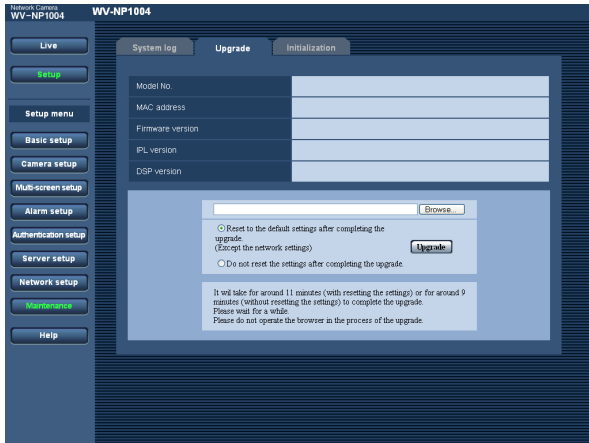 Network Camera
WV-NP1004
WV-NP1004
Live
Setup
Setup menu
Basic setup
Camera setup
Multi-screen setup
Alarm setup
Authentication setup
Server setup
Network setup
Maintenance
Help
System log
Upgrade
Initialization
Model No.
MAC address
Firmware version
IPL version
DSP version
Browse...
Reset to the default settings after completing the
upgrade.
(Except the network settings)
Upgrade
Do not reset the settings after completing the upgrade.
It wil take for around 11 minutes (with resetting the settings) or for around 9
minutes (without resetting the settings) to complete the upgrade.
Please wait for a while.
Please do not operate the browser in the process of the upgrade.